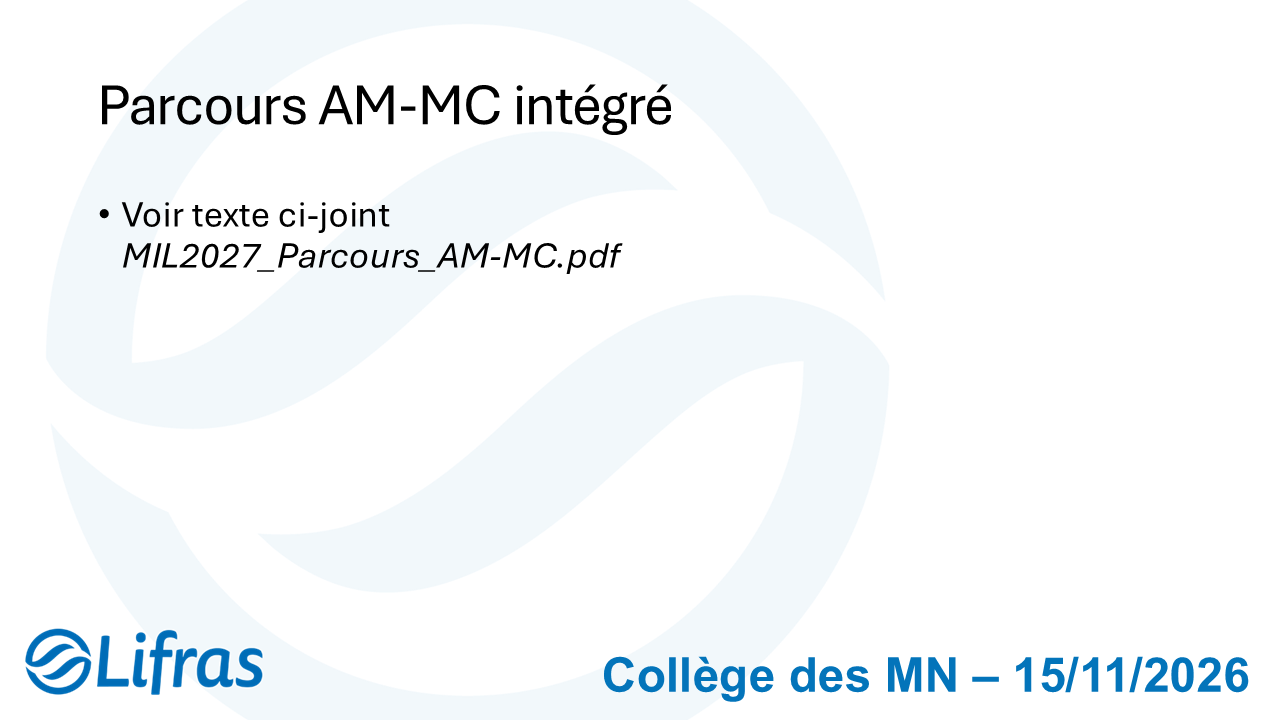 Parcours AM-MC intégré
• Voir texte ci-joint
MIL2027_Parcours_AM-MC.pdf
Lifras
Collège des MN – 15/11/2026